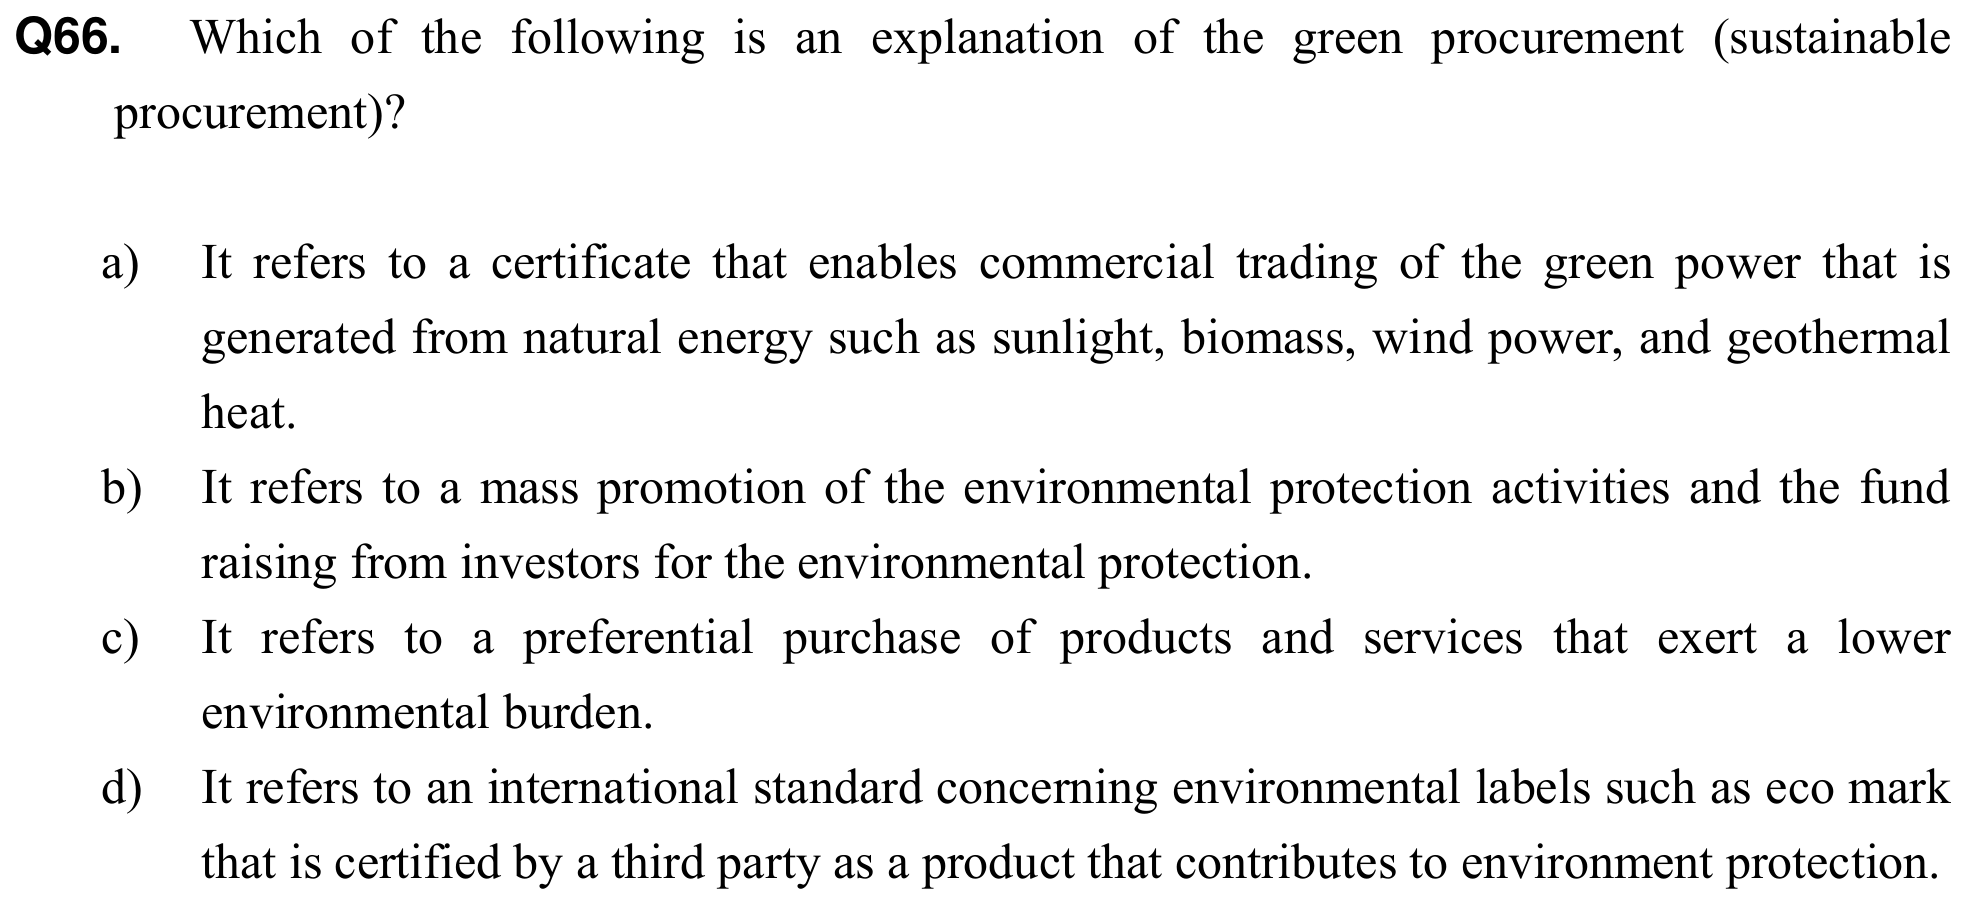 Q66. Which of the following is an explanation of the green procurement (sustainable
procurement)?
a) It refers to a certificate that enables commercial trading of the green power that is
generated from natural energy such as sunlight, biomass, wind power, and geothermal
heat.
b) It refers to a mass promotion of the environmental protection activities and the fund
raising from investors for the environmental protection.
c) It refers to a preferential purchase of products and services that exert a lower
environmental burden.
d) It refers to an international standard concerning environmental labels such as eco mark
that is certified by a third party as a product that contributes to environment protection.